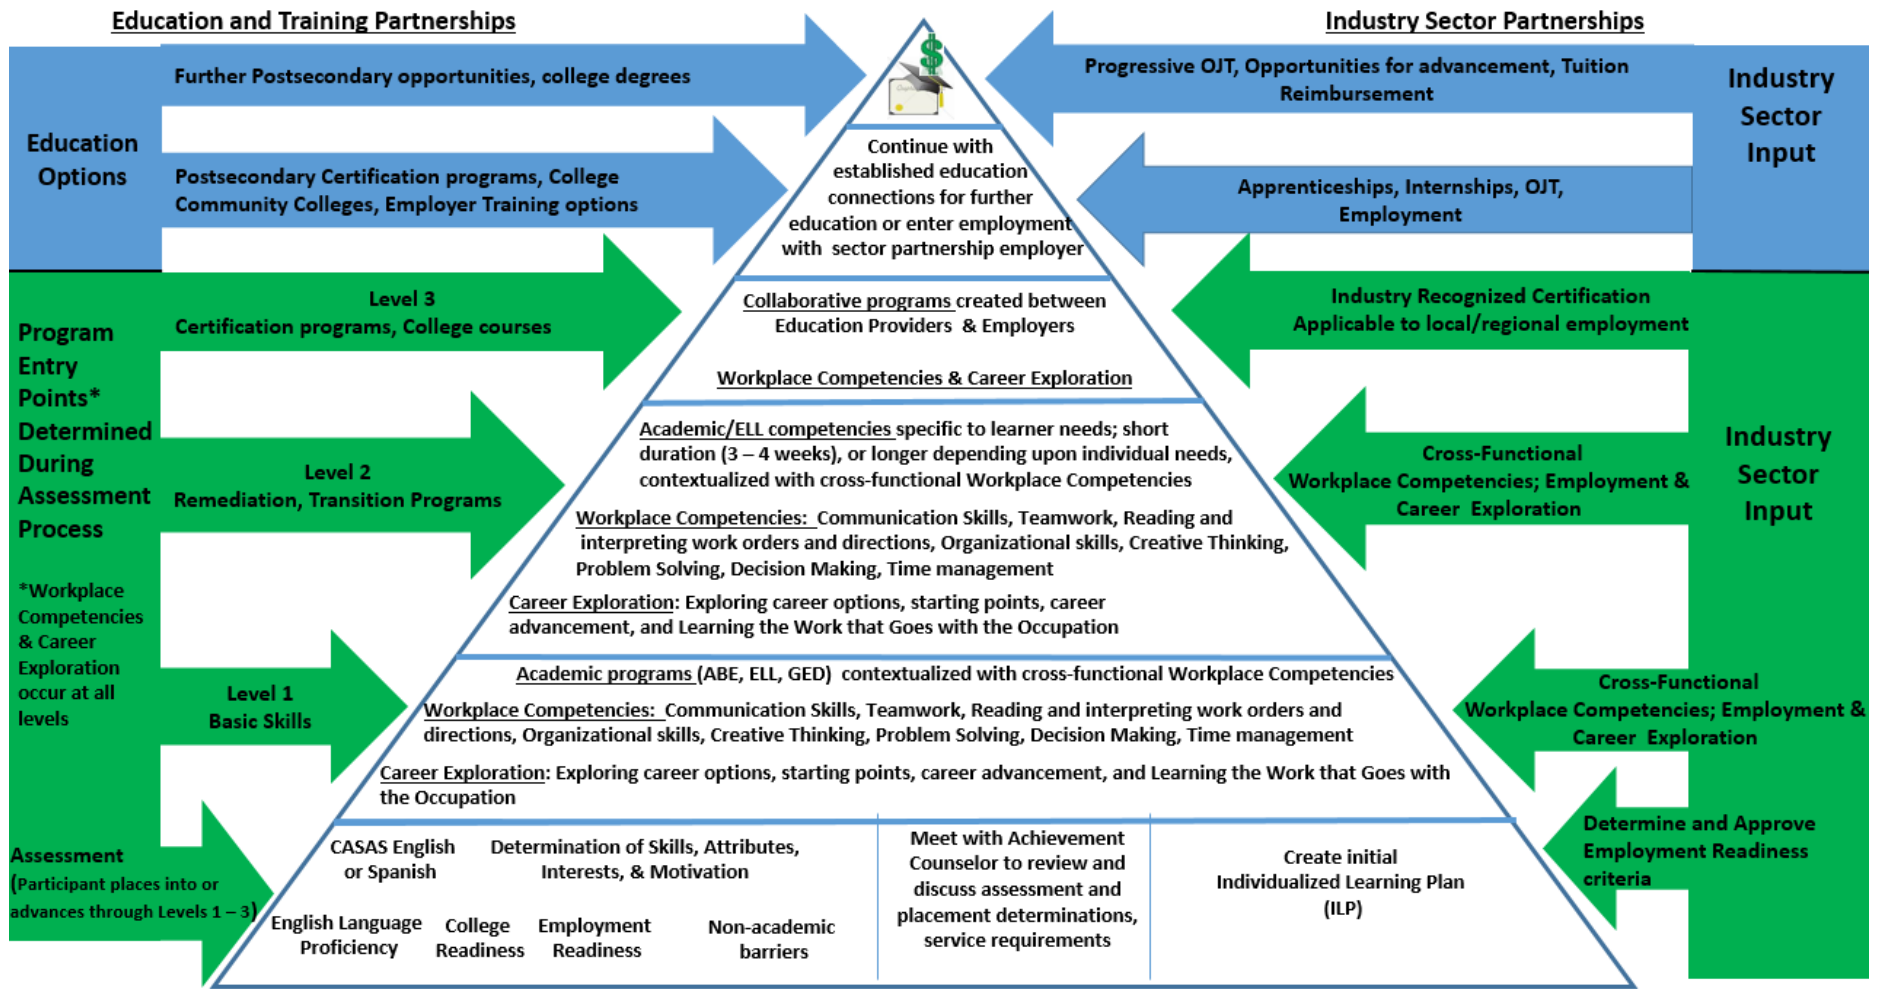 Education and Training Partnerships
Industry Sector Partnerships
Further Postsecondary opportunities, college degrees
Education
Options
Postsecondary Certification programs, College
Community Colleges, Employer Training options
Level 3
Certification programs, College courses
Program
Entry
Points*
Determined
During
Assessment
Process
Level 2
Remediation, Transition Programs
*Workplace
Competencies
& Career
Exploration
occur at all
levels
Level 1
Basic Skills
Assessment
(Participant places into or
advances through Levels 1 – 3)
$
Continue with
established education
connections for further
education or enter employment
with sector partnership employer
Collaborative programs created between
Education Providers & Employers
Workplace Competencies & Career Exploration
Academic/ELL competencies specific to learner needs; short
duration (3 – 4 weeks), or longer depending upon individual needs,
contextualized with cross-functional Workplace Competencies
Workplace Competencies: Communication Skills, Teamwork, Reading and
interpreting work orders and directions, Organizational skills, Creative Thinking,
Problem Solving, Decision Making, Time management
Career Exploration: Exploring career options, starting points, career
advancement, and Learning the Work that Goes with the Occupation
Academic programs (ABE, ELL, GED) contextualized with cross-functional Workplace Competencies
Workplace Competencies: Communication Skills, Teamwork, Reading and interpreting work orders and
directions, Organizational skills, Creative Thinking, Problem Solving, Decision Making, Time management
Career Exploration: Exploring career options, starting points, career advancement, and Learning the Work that Goes with
the Occupation
CASAS English
or Spanish
Determination of Skills, Attributes,
Interests, & Motivation
English Language
Proficiency
College
Readiness
Employment
Readiness
Non-academic
barriers
Meet with Achievement
Counselor to review and
discuss assessment and
placement determinations,
service requirements
Create initial
Individualized Learning Plan
(ILP)
Progressive OJT, Opportunities for advancement, Tuition
Reimbursement
Industry
Sector
Input
Apprenticeships, Internships, OJT,
Employment
Industry Recognized Certification
Applicable to local/regional employment
Cross-Functional
Workplace Competencies; Employment &
Career Exploration
Industry
Sector
Input
Cross-Functional
Workplace Competencies; Employment &
Career Exploration
Determine and Approve
Employment Readiness
criteria